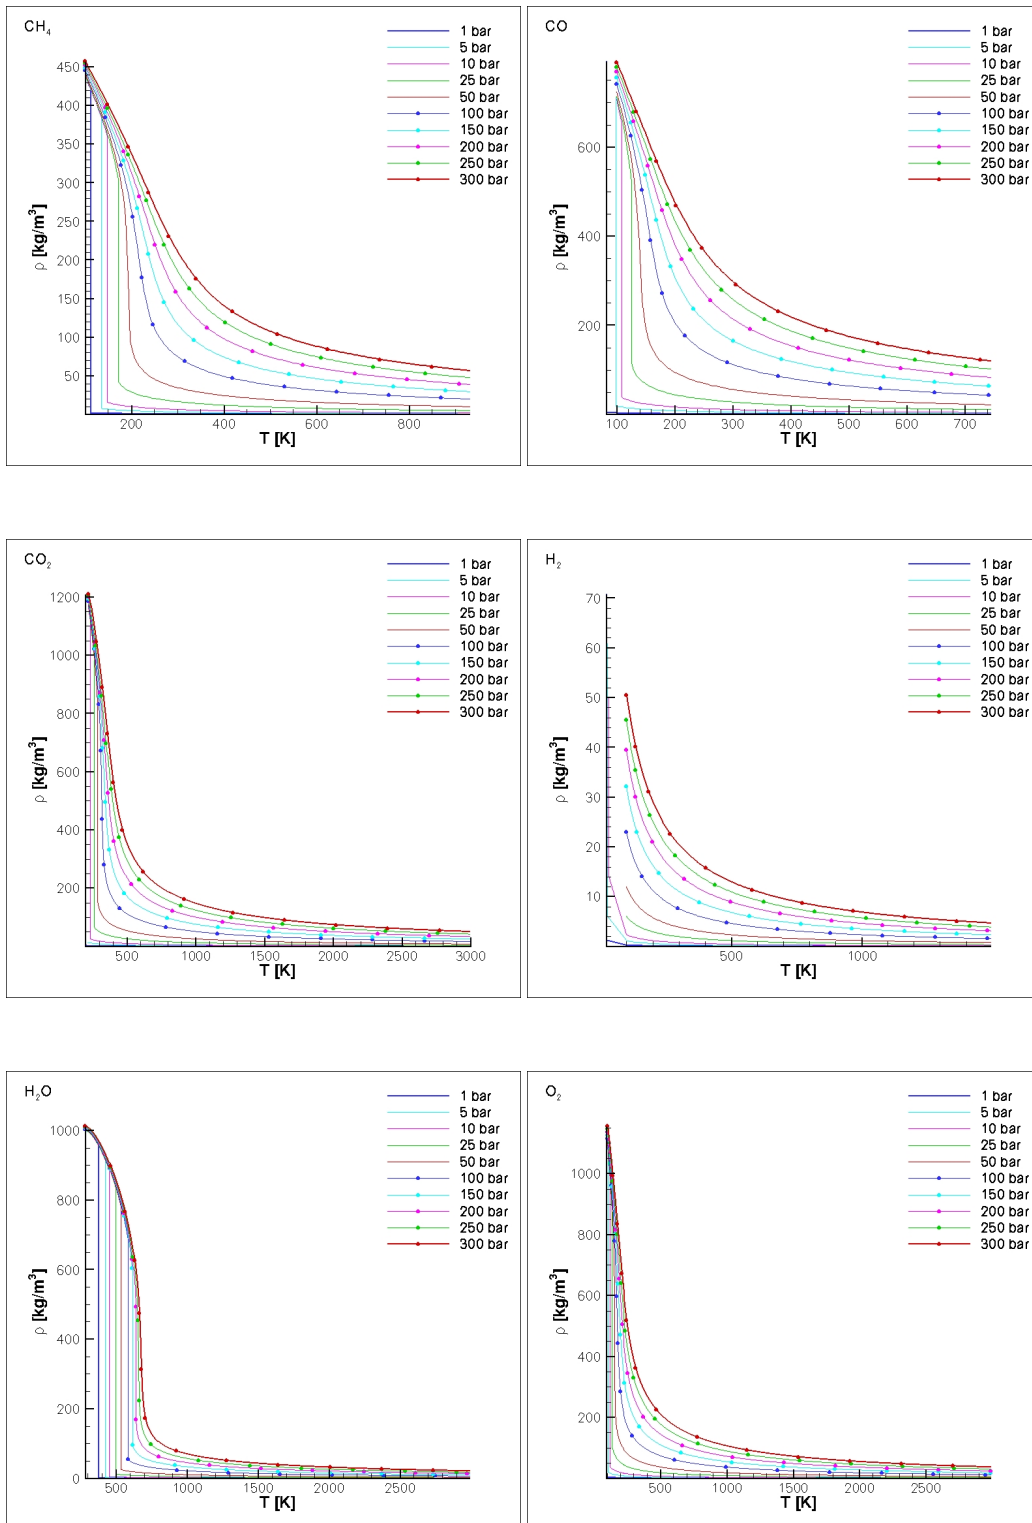 CH4
1 bar
5 bar
10 bar
25 bar
50 bar
100 bar
150 bar
200 bar
250 bar
300 bar
ρ [kg/m³]
450
400
350
300
250
200
150
100
50
200 400 600 800
T [K]
CO
1 bar
5 bar
10 bar
25 bar
50 bar
100 bar
150 bar
200 bar
250 bar
300 bar
ρ [kg/m³]
600
400
200
100 200 300 400 500 600 700
T [K]
CO2
1 bar
5 bar
10 bar
25 bar
50 bar
100 bar
150 bar
200 bar
250 bar
300 bar
ρ [kg/m³]
1200
1000
800
600
400
200
500 1000 1500 2000 2500 3000
T [K]
H2
1 bar
5 bar
10 bar
25 bar
50 bar
100 bar
150 bar
200 bar
250 bar
300 bar
ρ [kg/m³]
70
60
50
40
30
20
10
500 1000
T [K]
H2O
1 bar
5 bar
10 bar
25 bar
50 bar
100 bar
150 bar
200 bar
250 bar
300 bar
ρ [kg/m³]
1000
800
600
400
200
0
500 1000 1500 2000 2500
T [K]
O2
1 bar
5 bar
10 bar
25 bar
50 bar
100 bar
150 bar
200 bar
250 bar
300 bar
ρ [kg/m³]
1000
800
600
400
200
500 1000 1500 2000 2500
T [K]